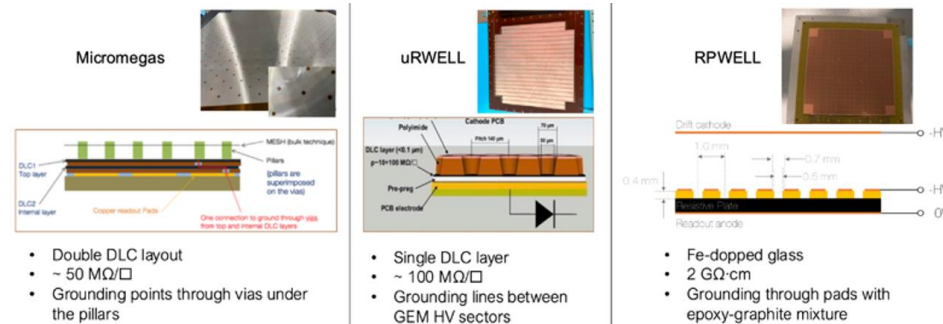 Micromegas
MESH (bulk technique)
Pillars
(pillars are
superimposed
on the vias)
DLC1
Top layer
DLC2
Internal layer
Copper readout Pads
One connection to ground through vias
from top and internal DLC layers
• Double DLC layout
• ~ 50 MΩ/□
• Grounding points through vias under
the pillars
uRWELL
Cathode PCB
Polyimide
Pitch 140 µm
70 µm
50 µm
DLC layer (<0.1 µm)
ρ~10÷100 MΩ/□
Pre-preg
PCB electrode
• Single DLC layer
• ~ 100 MΩ/□
• Grounding lines between
GEM HV sectors
RPWELL
Drift cathode
-HV
1.0 mm
0.7 mm
0.5 mm
0.4 mm
-HV
Resistive Plate
Readout anode
• Fe-dopped glass
• 2 GΩ·cm
• Grounding through pads with
epoxy-graphite mixture